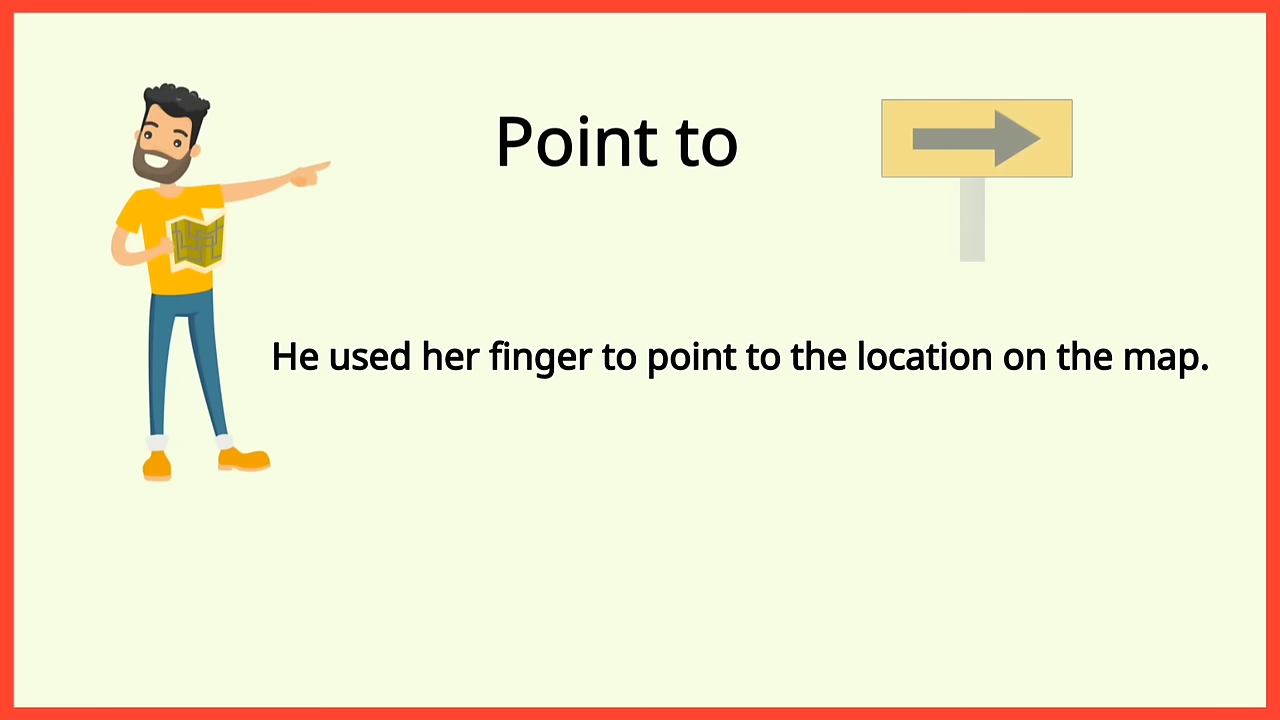 Point to
He used her finger to point to the location on the map.